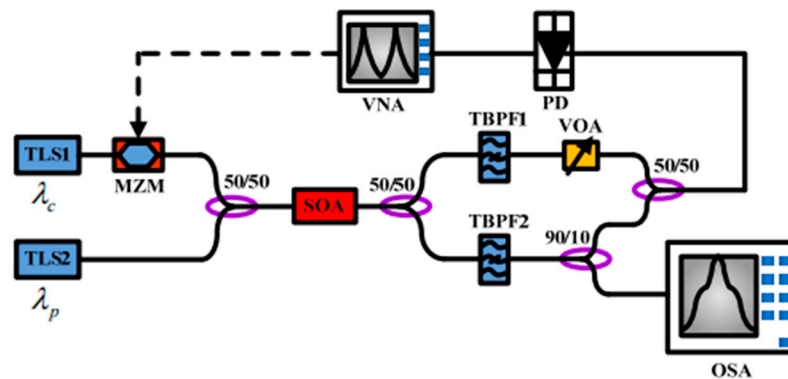 VNA
PD
TBPF1
VOA
TLS1
MZM
50/50
50/50
50/50
λc
SOA
TLS2
TBPF2
90/10
λp
OSA